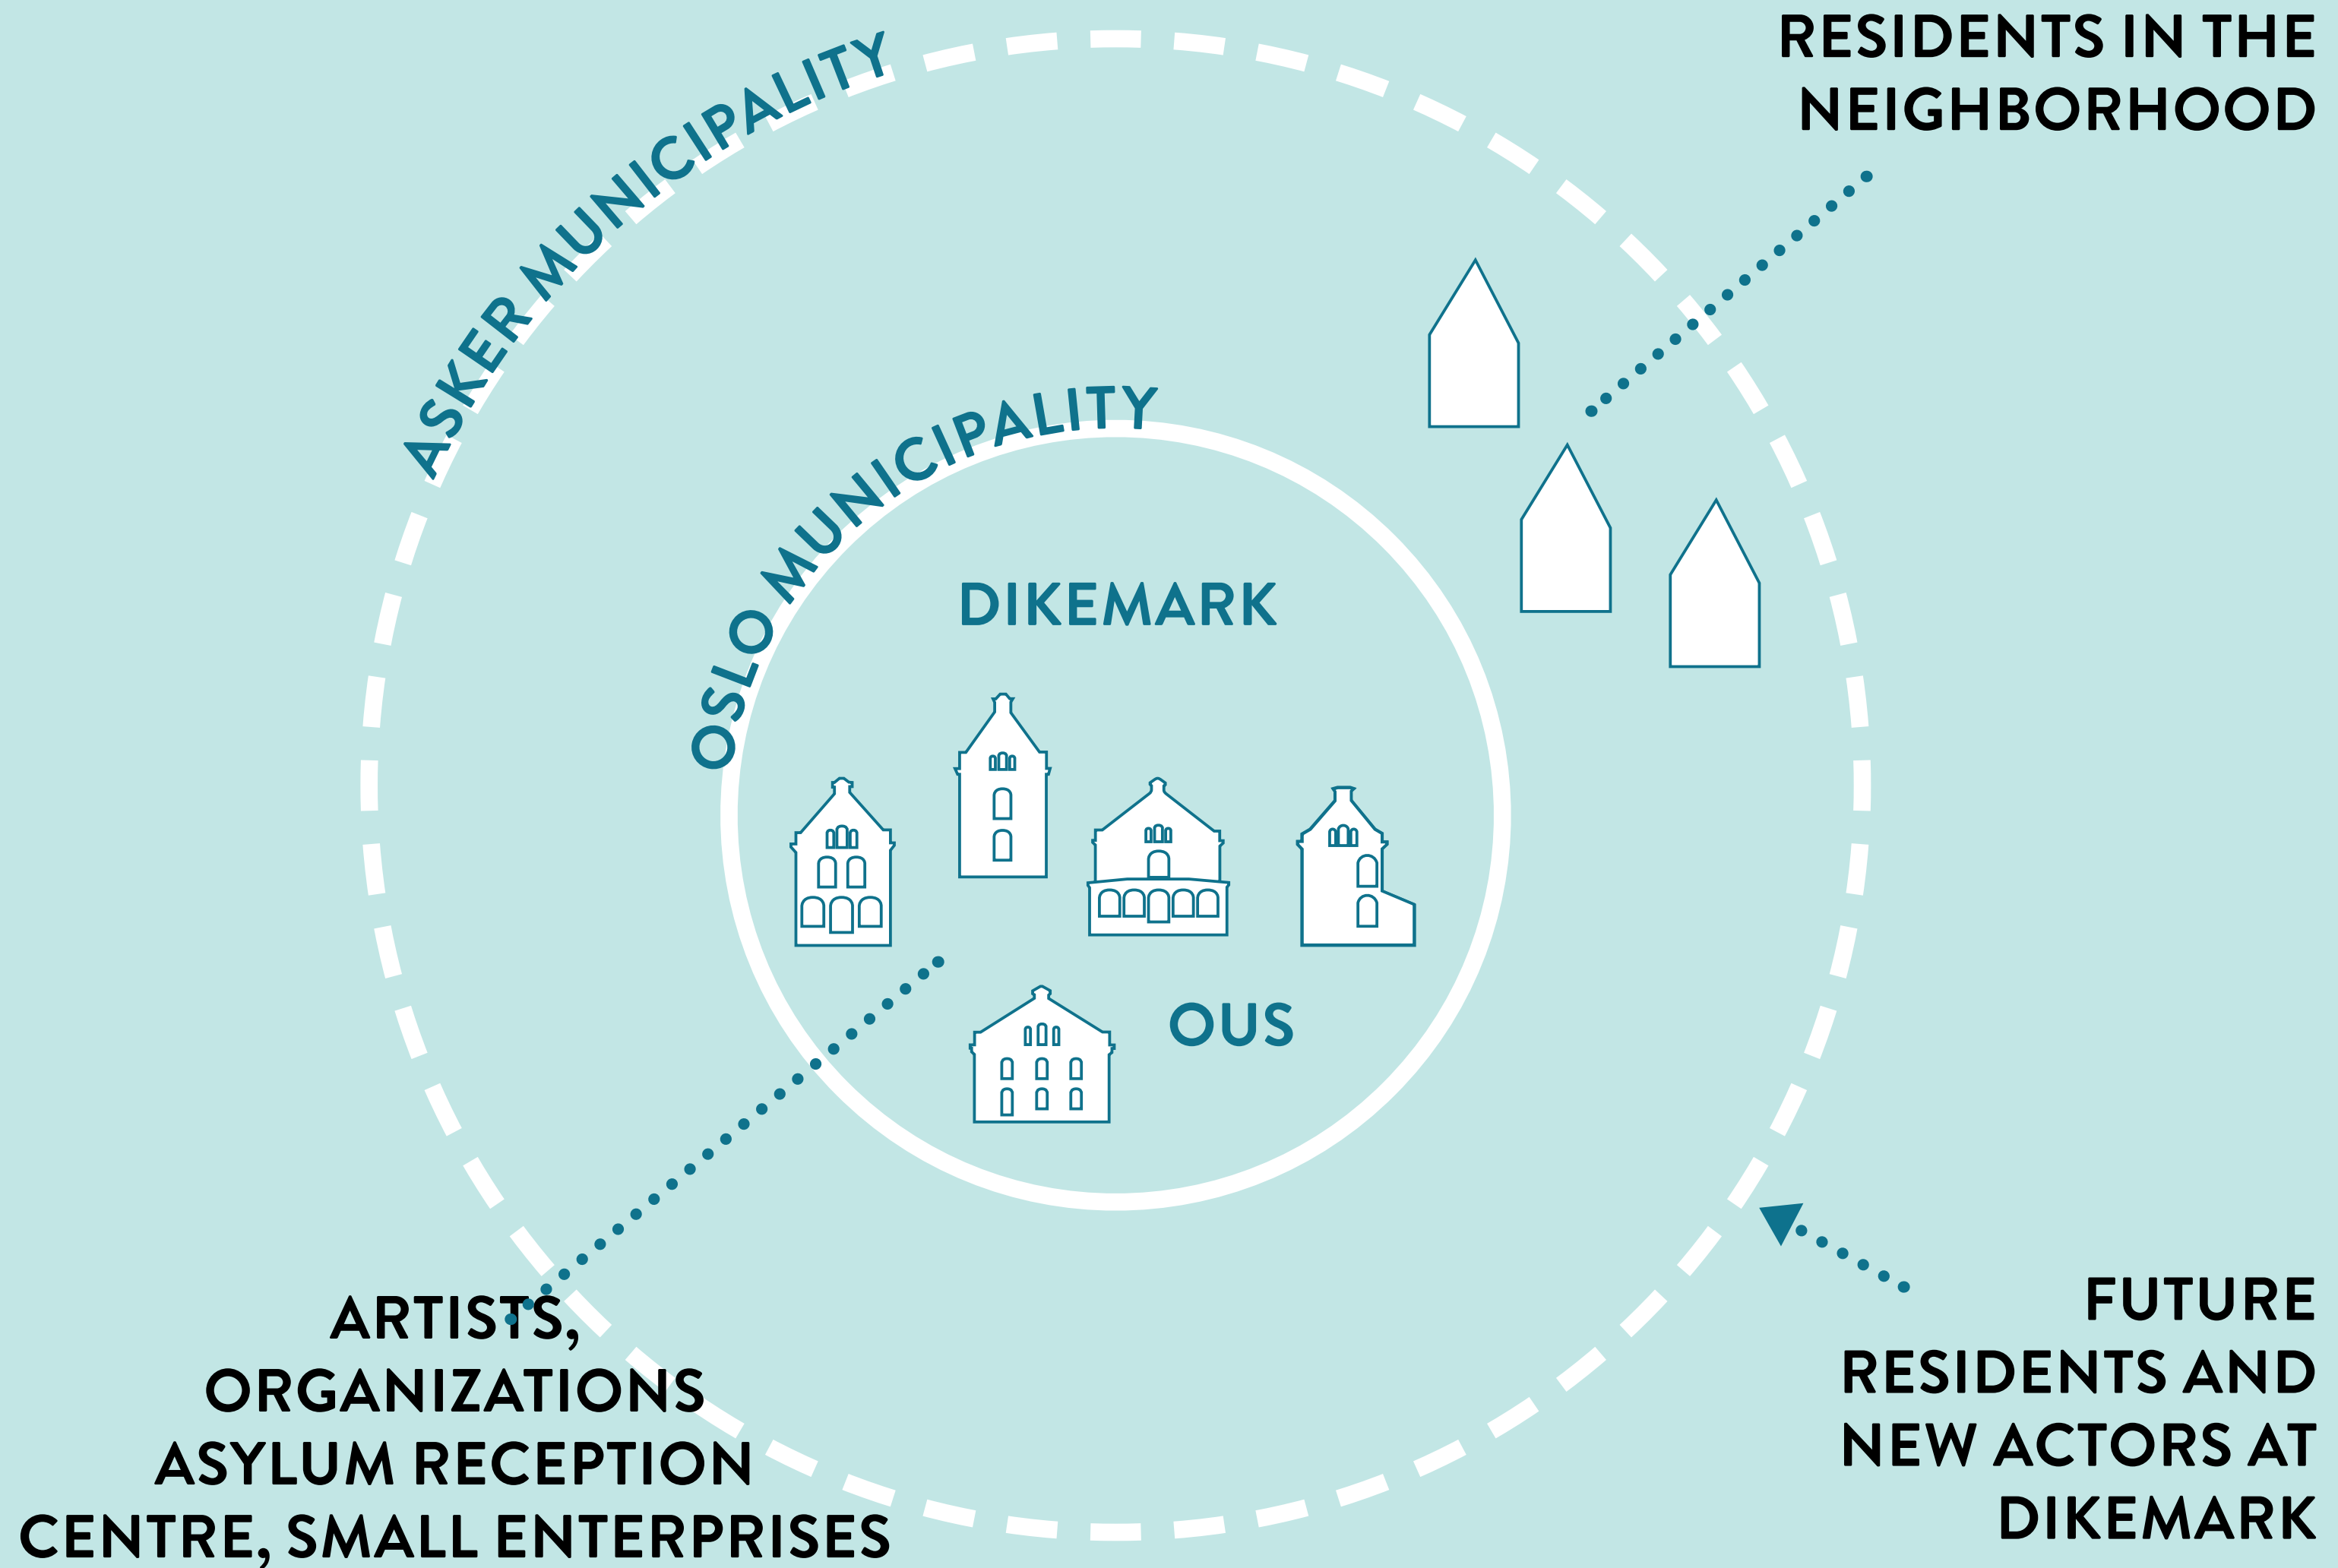 RESIDENTS IN THE
NEIGHBORHOOD
ASKER MUNICIPALITY
OSLO MUNICIPALITY
DIKEMARK
OUS
ARTISTS,
ORGANIZATIONS
ASYLUM RECEPTION
CENTRE, SMALL ENTERPRISES
FUTURE
RESIDENTS AND
NEW ACTORS AT
DIKEMARK